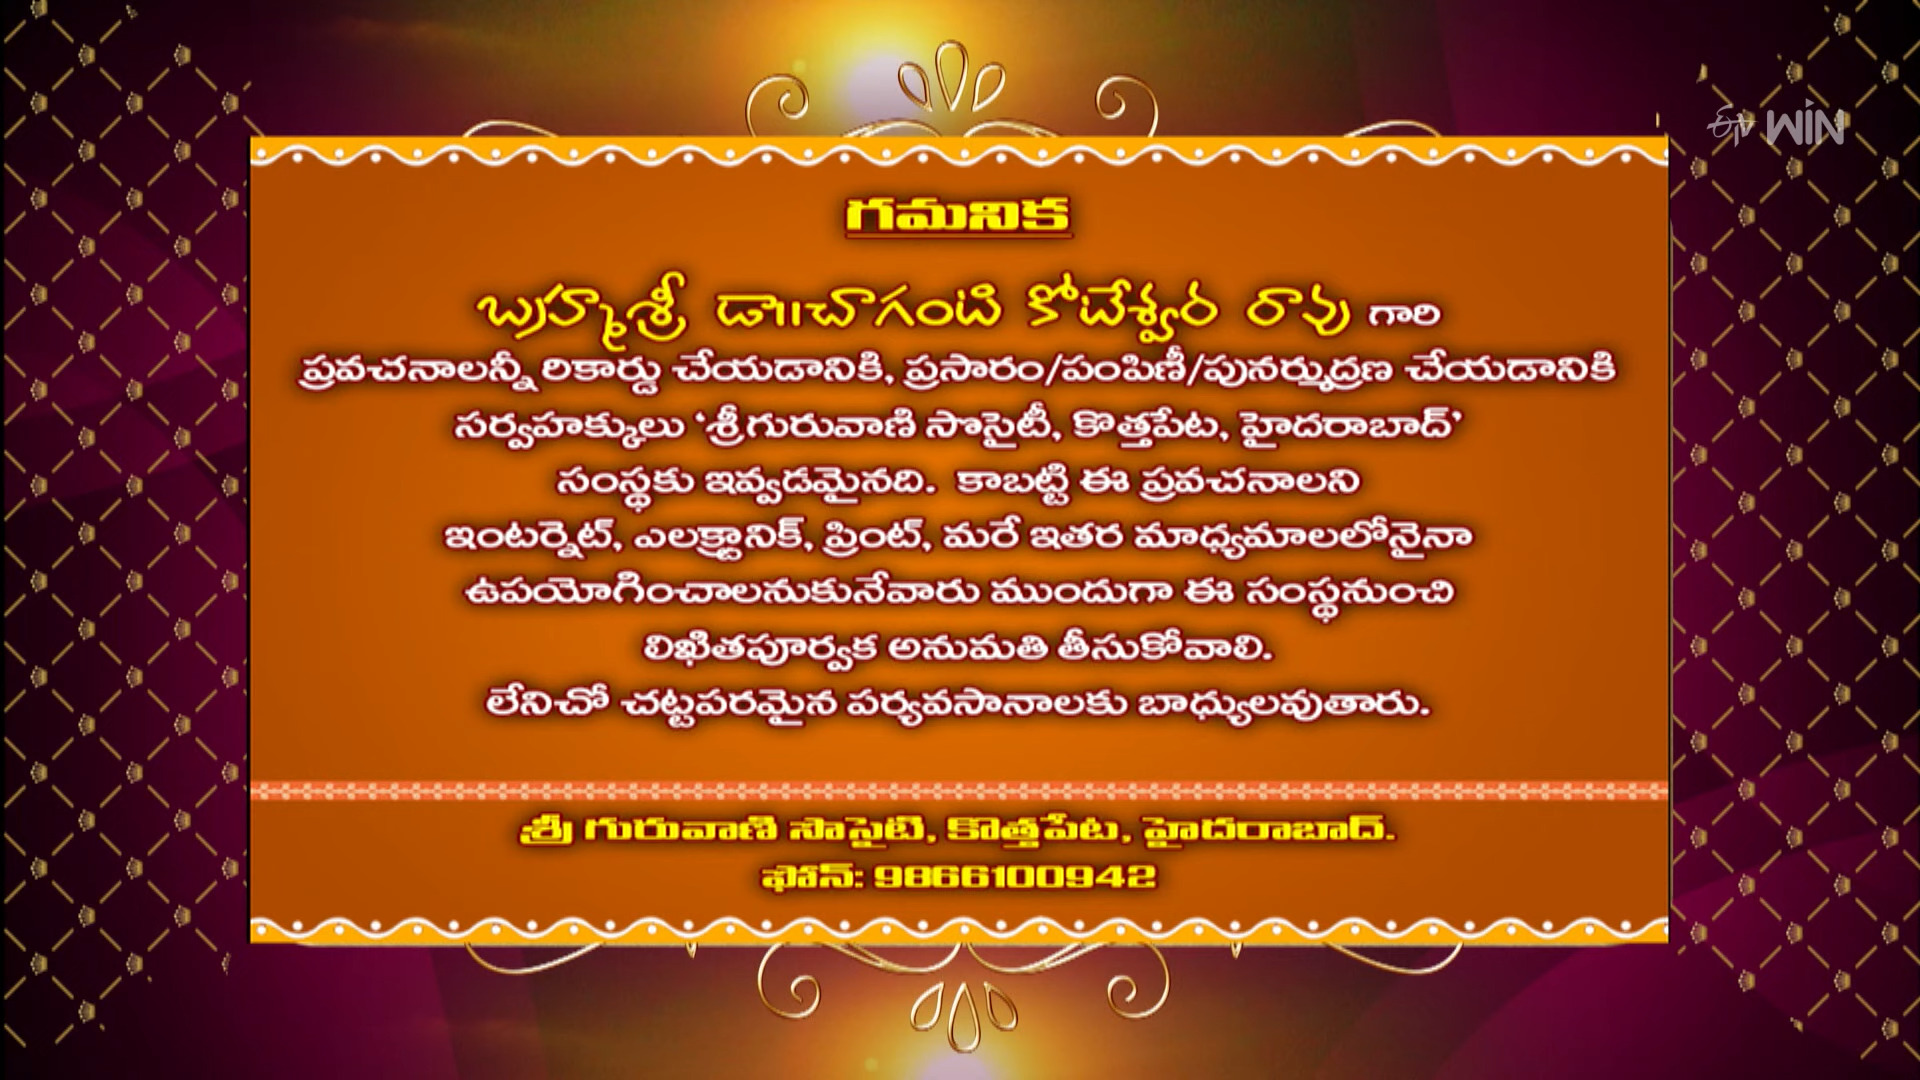 ఈటీవీ WIN
గమనిక
బ్రహ్మశ్రీ డా॥చాగంటి కోటేశ్వర రావు గారి
ప్రవచనాలన్నీ రికార్డు చేయడానికి, ప్రసారం/పంపిణీ/పునర్ముద్రణ చేయడానికి
సర్వహక్కులు ‘శ్రీగురువాణి సొసైటీ, కొత్తపేట, హైదరాబాద్’
సంస్థకు ఇవ్వడమైనది. కాబట్టి ఈ ప్రవచనాలని
ఇంటర్నెట్, ఎలక్ట్రానిక్, ప్రింట్, మరే ఇతర మాధ్యమాలలోనైనా
ఉపయోగించాలనుకునేవారు ముందుగా ఈ సంస్థనుంచి
లిఖితపూర్వక అనుమతి తీసుకోవాలి.
లేనిచో చట్టపరమైన పర్యవసానాలకు బాధ్యులవుతారు.
శ్రీ గురువాణి సొసైటి, కొత్తపేట, హైదరాబాద్.
ఫోన్: 9866100942